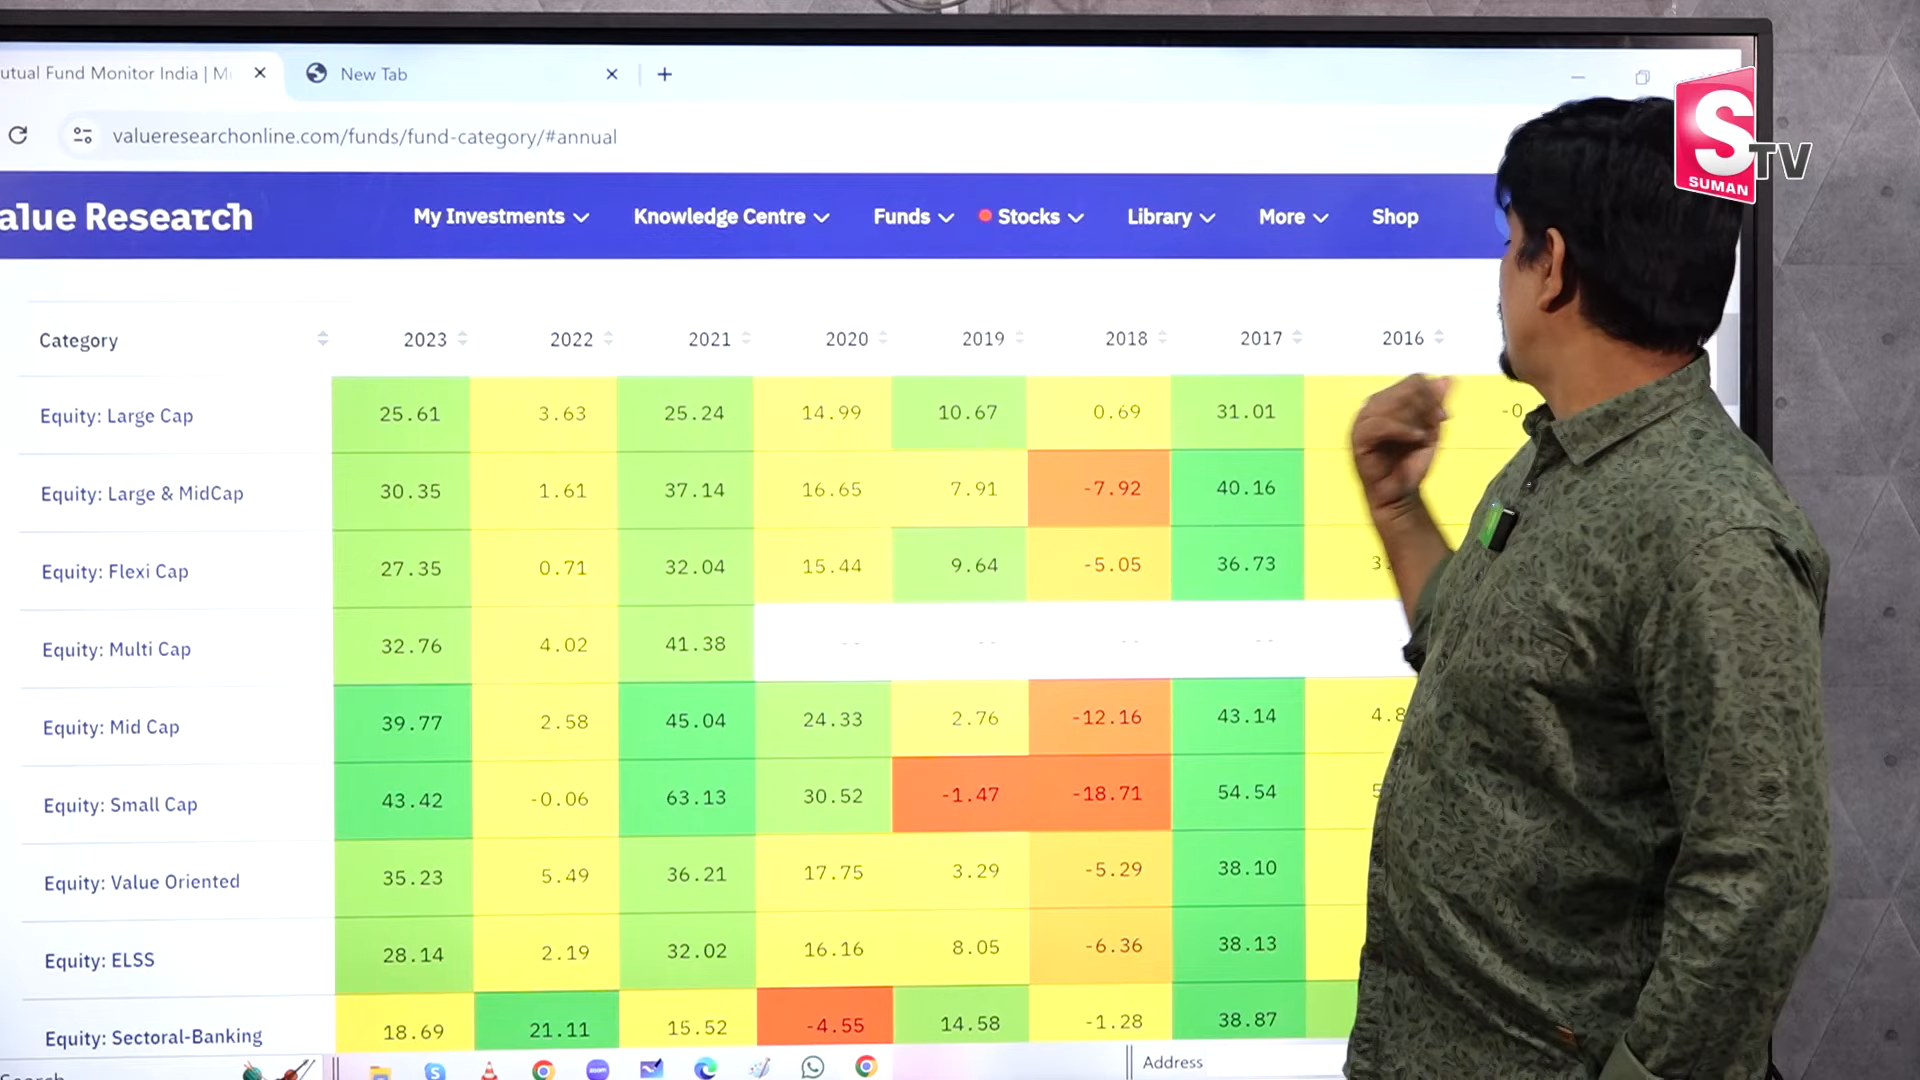 utual Fund Monitor India | M
New Tab
valueresearchonline.com/funds/fund-category/#annual
S TV
SUMAN
alue Research My Investments Knowledge Centre Funds Stocks Library More Shop
Category 2023 2022 2021 2020 2019 2018 2017 2016
Equity: Large Cap 25.61 3.63 25.24 14.99 10.67 0.69 31.01 -0
Equity: Large & MidCap 30.35 1.61 37.14 16.65 7.91 -7.92 40.16
Equity: Flexi Cap 27.35 0.71 32.04 15.44 9.64 -5.05 36.73 3.
Equity: Multi Cap 32.76 4.02 41.38 -- -- -- --
Equity: Mid Cap 39.77 2.58 45.04 24.33 2.76 -12.16 43.14 4.8
Equity: Small Cap 43.42 -0.06 63.13 30.52 -1.47 -18.71 54.54 5
Equity: Value Oriented 35.23 5.49 36.21 17.75 3.29 -5.29 38.10
Equity: ELSS 28.14 2.19 32.02 16.16 8.05 -6.36 38.13
Equity: Sectoral-Banking 18.69 21.11 15.52 -4.55 14.58 -1.28 38.87
Search zoom Address